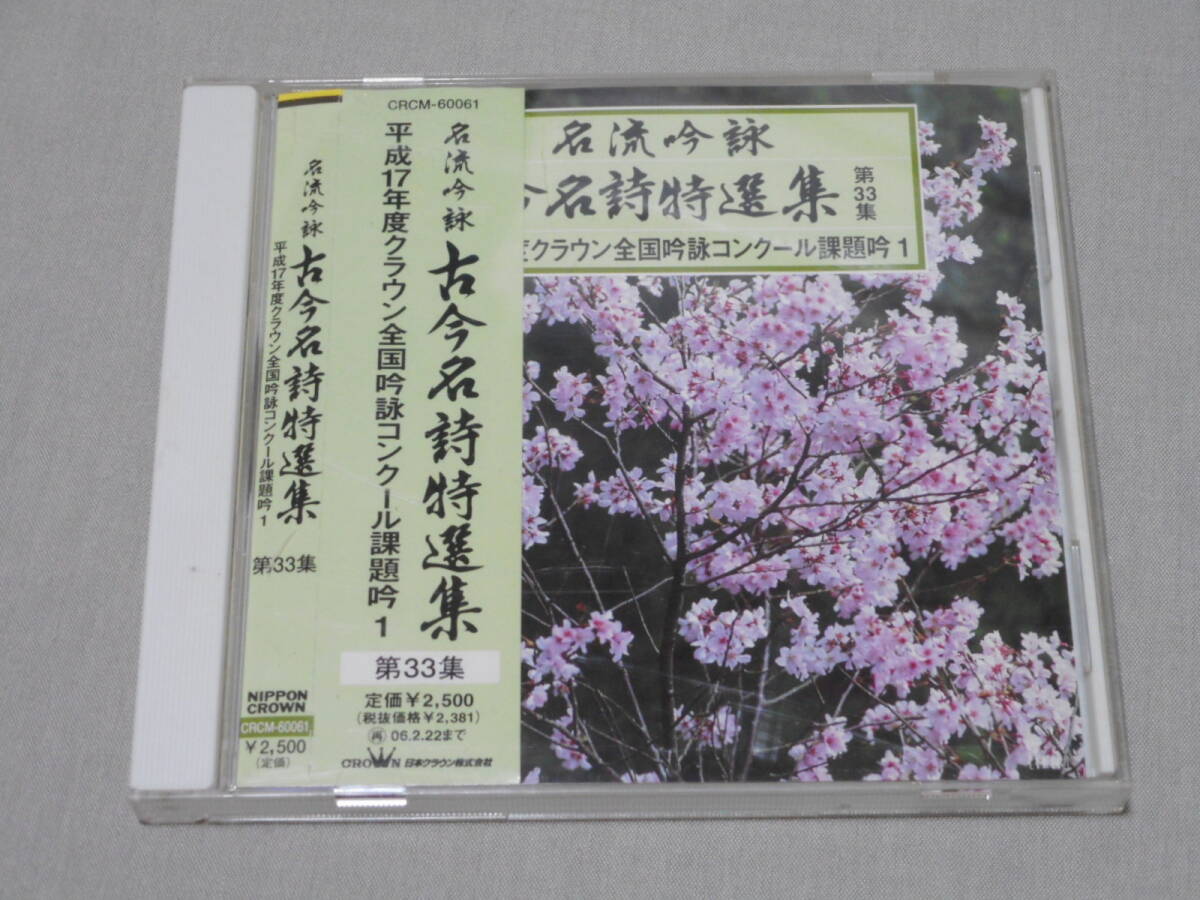 名流吟詠
古今名詩特選集
平成17年度クラウン全国吟詠コンクール課題吟1
第33集
NIPPON
CROWN
CRCM-60061
¥2,500
(定価)
CRCM-60061
名流吟詠
古今名詩特選集
平成17年度クラウン全国吟詠コンクール課題吟1
第33集
定価¥2,500
(税抜価格¥2,381)
再 06.2.22まで
CROWN 日本クラウン株式会社
名流吟詠
今名詩特選集
第33集
度クラウン全国吟詠コンクール課題吟1